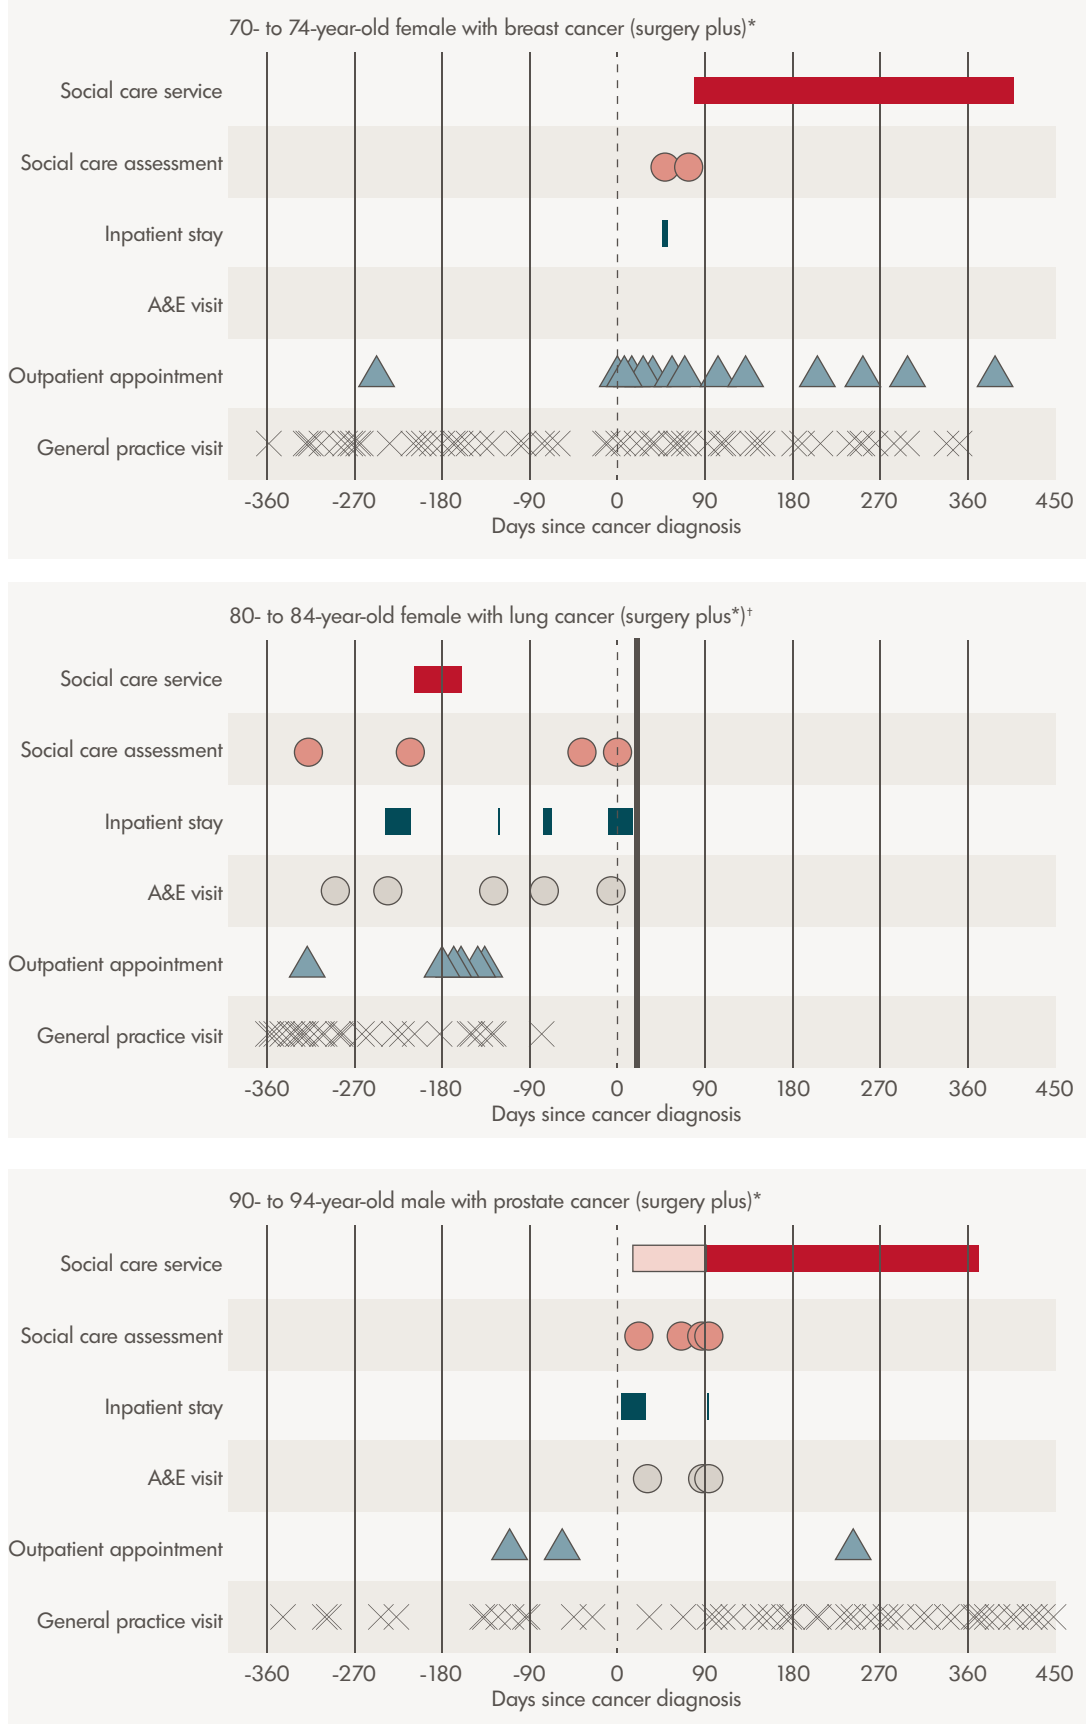 70- to 74-year-old female with breast cancer (surgery plus)*
Social care service
Social care assessment
Inpatient stay
A&E visit
Outpatient appointment
General practice visit
-360 -270 -180 -90 0 90 180 270 360 450
Days since cancer diagnosis
80- to 84-year-old female with lung cancer (surgery plus*)†
Social care service
Social care assessment
Inpatient stay
A&E visit
Outpatient appointment
General practice visit
-360 -270 -180 -90 0 90 180 270 360 450
Days since cancer diagnosis
90- to 94-year-old male with prostate cancer (surgery plus)*
Social care service
Social care assessment
Inpatient stay
A&E visit
Outpatient appointment
General practice visit
-360 -270 -180 -90 0 90 180 270 360 450
Days since cancer diagnosis